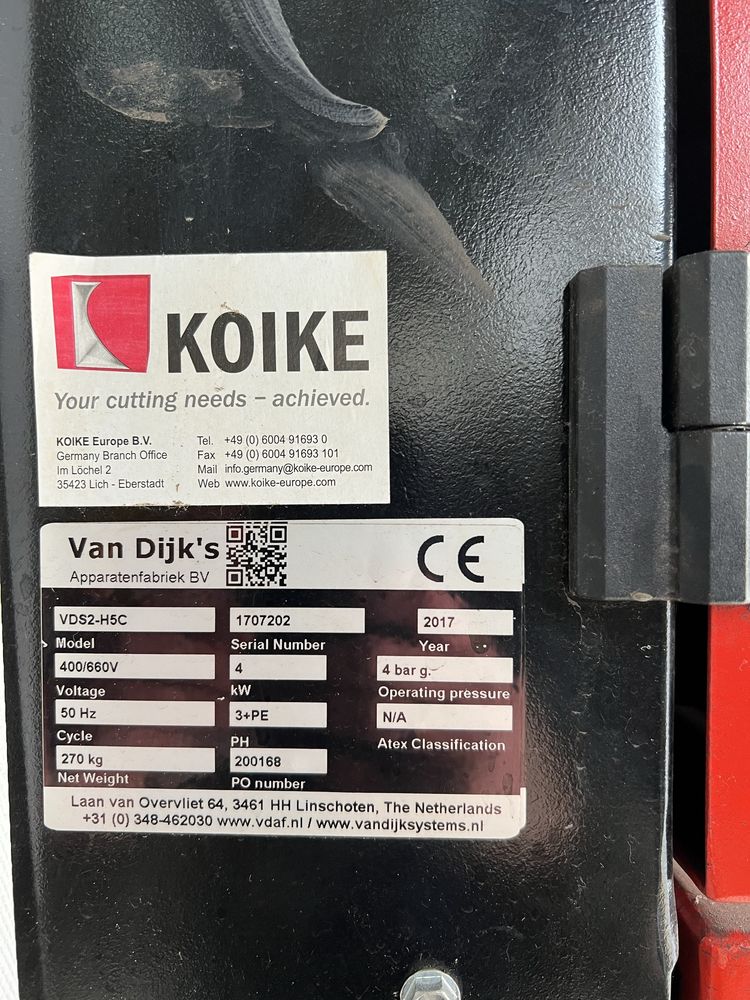 KOIKE
Your cutting needs – achieved.
KOIKE Europe B.V. Tel. +49 (0) 6004 91693 0
Germany Branch Office Fax +49 (0) 6004 91693 101
Im Löchel 2 Mail info.germany@koike-europe.com
35423 Lich - Eberstadt Web www.koike-europe.com
Van Dijk's
Apparatenfabriek BV
CE
VDS2-H5C 1707202 2017
Model Serial Number Year
400/660V 4 4 bar g.
Voltage kW Operating pressure
50 Hz 3+PE N/A
Cycle PH Atex Classification
270 kg 200168
Net Weight PO number
Laan van Overvliet 64, 3461 HH Linschoten, The Netherlands
+31 (0) 348-462030 www.vdaf.nl / www.vandijksystems.nl